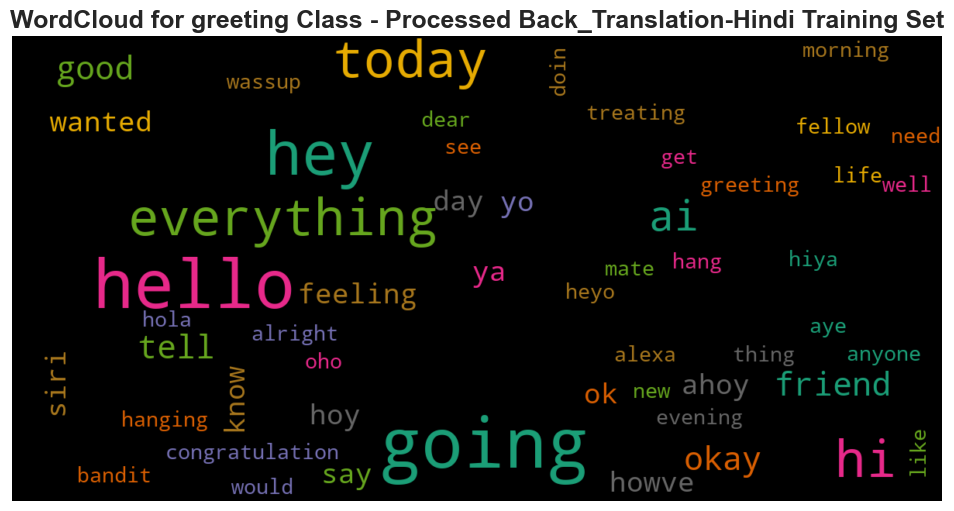 WordCloud for greeting Class - Processed Back_Translation-Hindi Training Set
good
wassup
today
doin
morning
wanted
dear
treating
fellow
need
hey
see
get
greeting
life
well
everything
day
yo
ai
hello
feeling
ya
mate
hang
hiya
heyo
hola
alright
aye
tell
oho
alexa
thing
anyone
siri
know
hoy
ok
new
ahoy
friend
hanging
evening
congratulation
going
okay
hi
like
bandit
would
say
howve